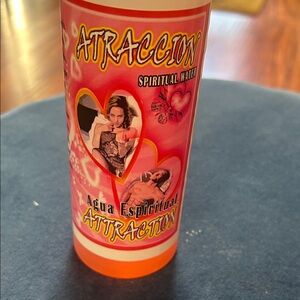 ATRACCION
SPIRITUAL WATER
Agua Espiritual
ATTRACTION